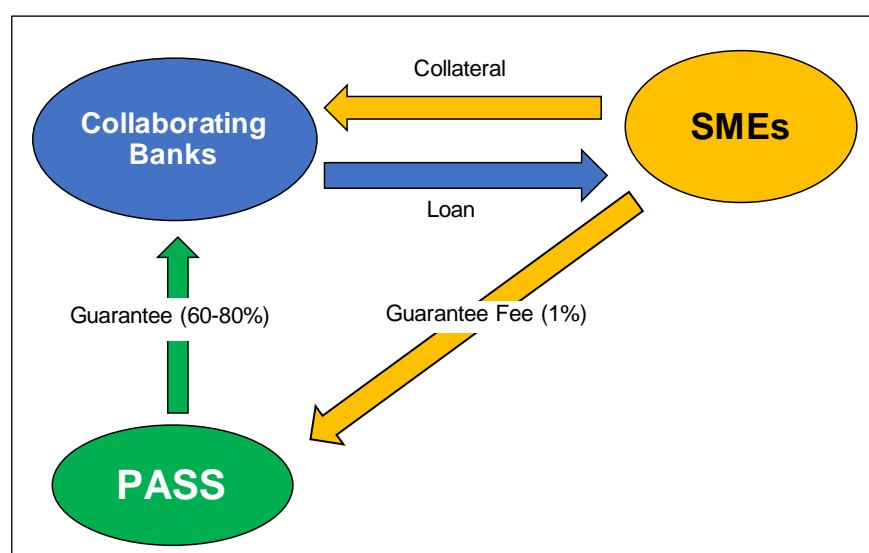 Collateral
Collaborating
Banks
SMEs
Loan
Guarantee (60-80%)
Guarantee Fee (1%)
PASS